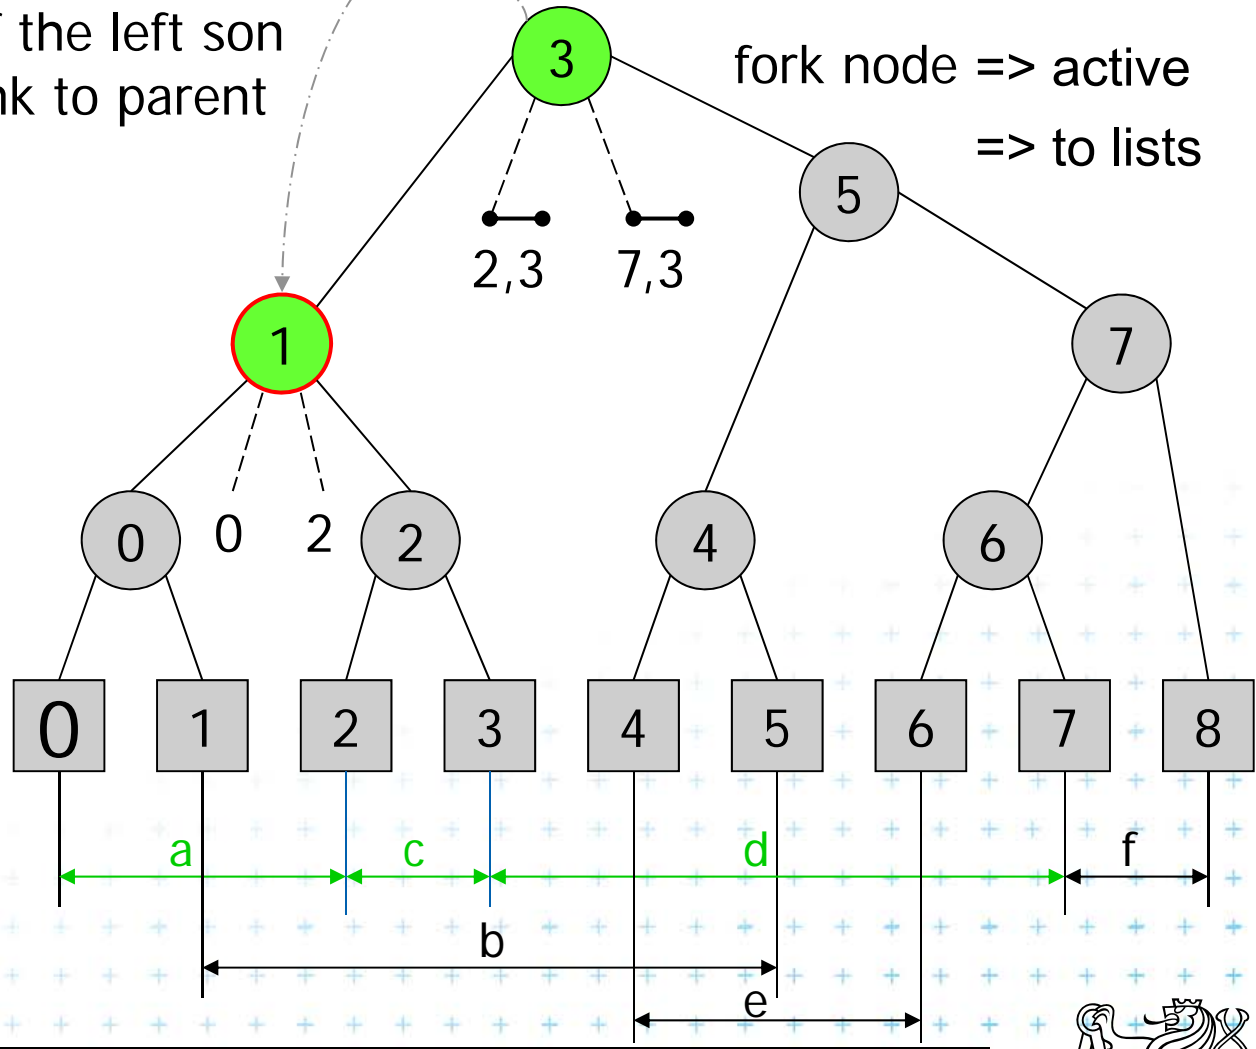 the left son
to parent
fork node => active
=> to lists
3
5
2,3 7,3
1
7
0
0 2
2
4
6
0 1 2 3 4 5 6 7 8
a c d f
b
e